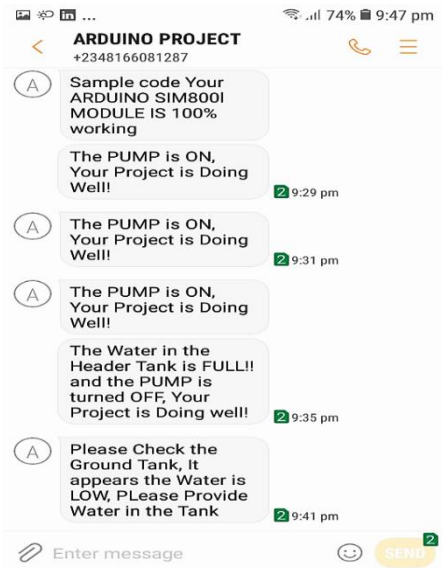 in ... 74% 9:47 pm
ARDUINO PROJECT
+2348166081287
A
Sample code Your
ARDUINO SIM800l
MODULE IS 100%
working
The PUMP is ON,
Your Project is Doing
Well!
2 9:29 pm
A
The PUMP is ON,
Your Project is Doing
Well!
2 9:31 pm
A
The PUMP is ON,
Your Project is Doing
Well!
The Water in the
Header Tank is FULL!!
and the PUMP is
turned OFF, Your
Project is Doing well!
2 9:35 pm
A
Please Check the
Ground Tank, It
appears the Water is
LOW, PLease Provide
Water in the Tank
2 9:41 pm
Enter message
SEND 2